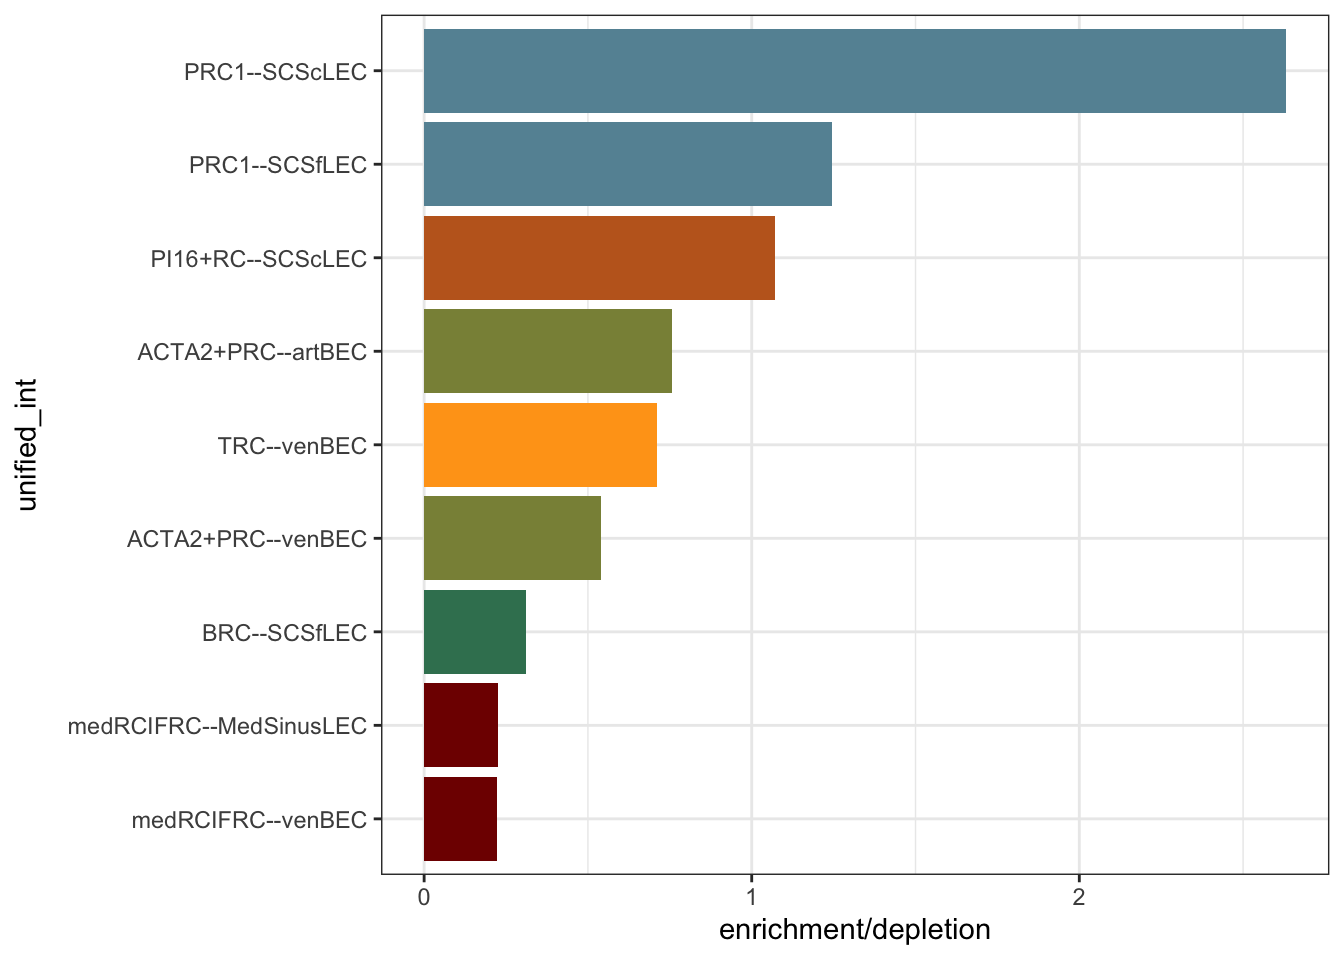 unified_int
PRC1--SCScLEC
PRC1--SCSfLEC
PI16+RC--SCScLEC
ACTA2+PRC--artBEC
TRC--venBEC
ACTA2+PRC--venBEC
BRC--SCSfLEC
medRCIFRC--MedSinusLEC
medRCIFRC--venBEC
0 1 2
enrichment/depletion